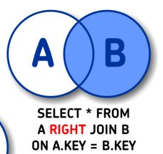 A B
SELECT * FROM
A RIGHT JOIN B
ON A.KEY = B.KEY